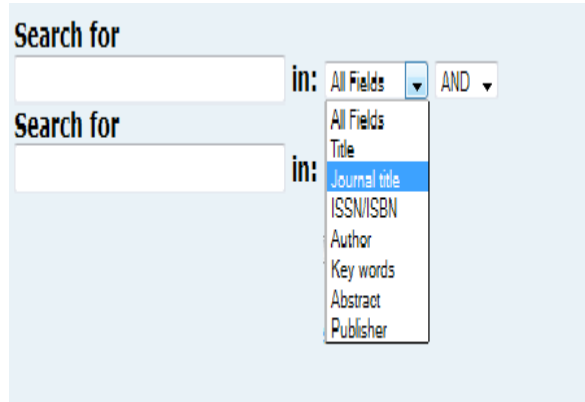 Search for
in: All Fields AND
All Fields
Search for
Title
in: Journal title
ISSN/ISBN
Author
Key words
Abstract
Publisher